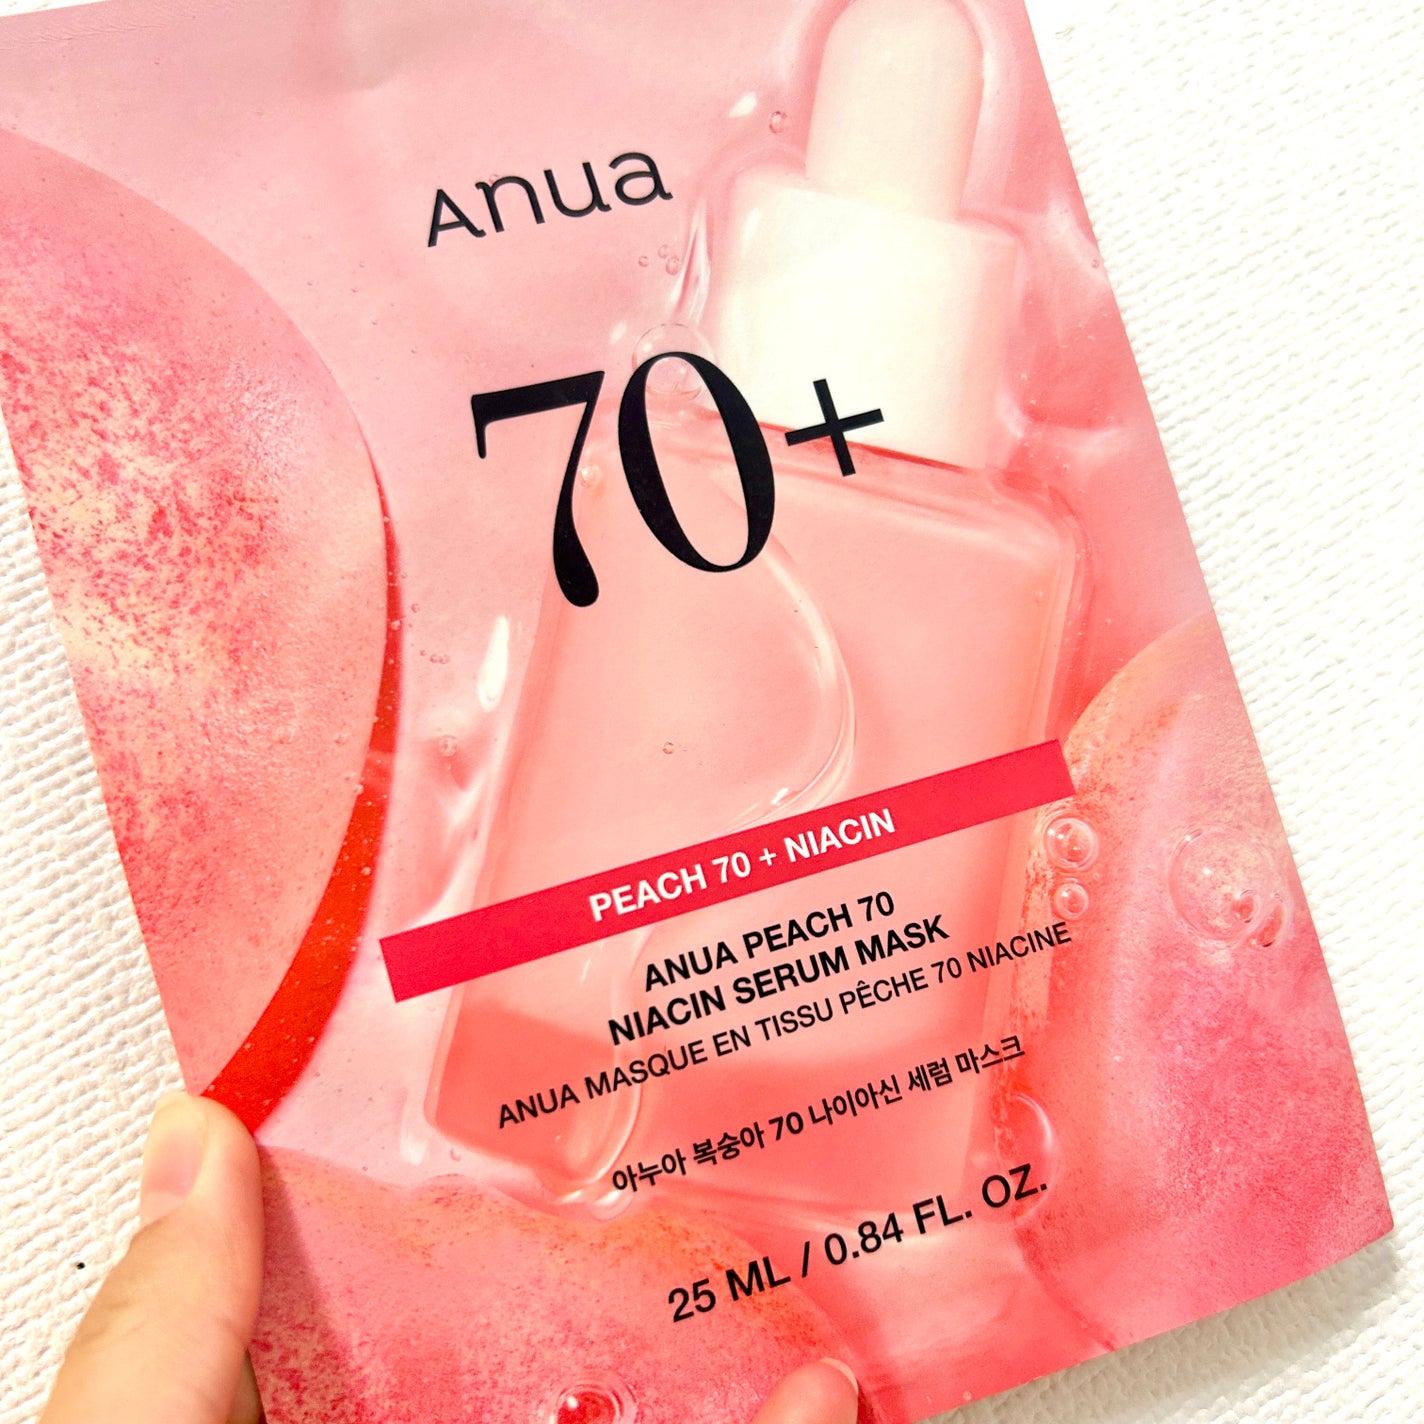 Anua
70+
PEACH 70 + NIACIN
ANUA PEACH 70
NIACIN SERUM MASK
ANUA MASQUE EN TISSU PÊCHE 70 NIACINE
아누아 복숭아 70 나이아신 세럼 마스크
25 ML / 0.84 FL. OZ.